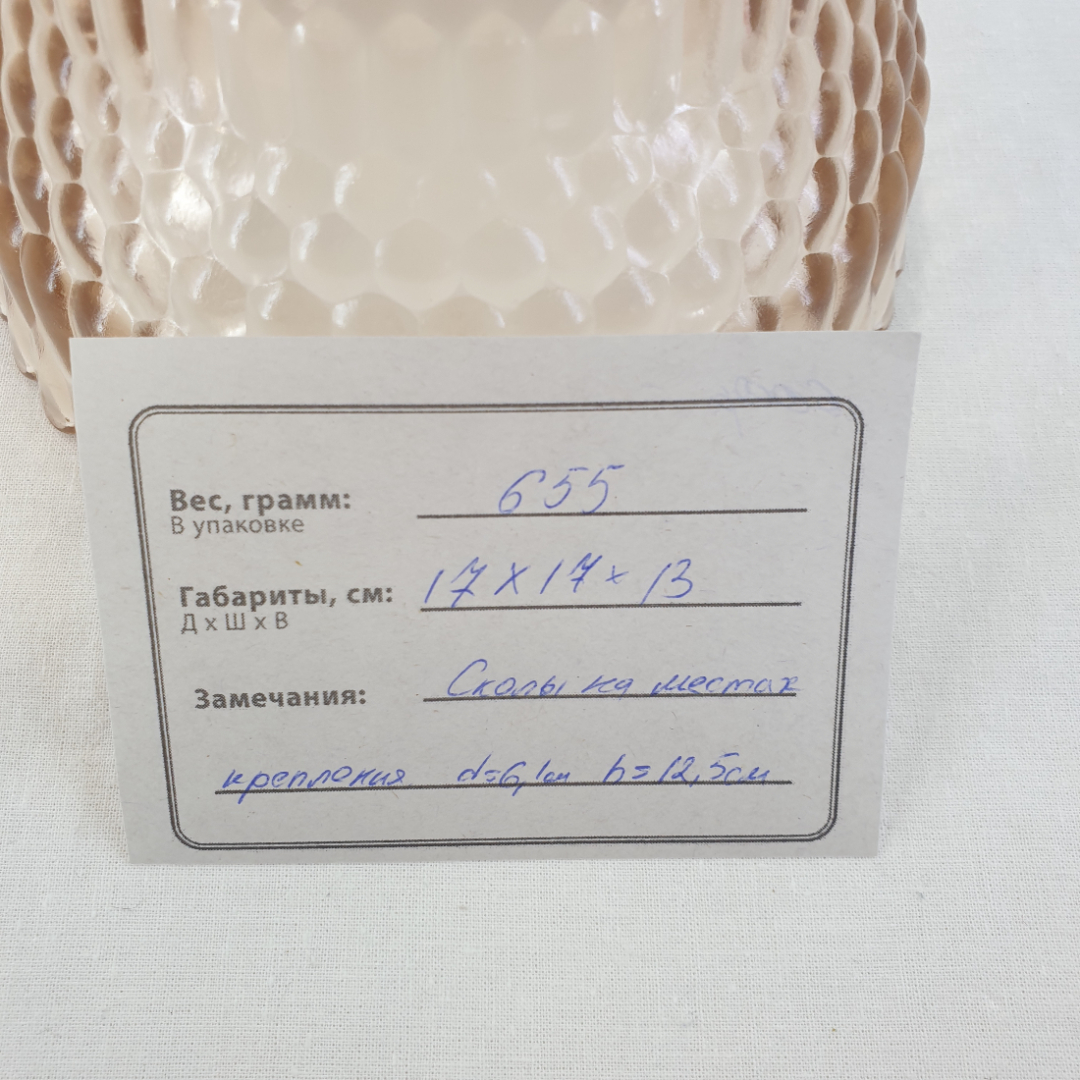 Вес, грамм: 655
В упаковке
Габариты, см: 17 х 17 х 13
Д х Ш х В
Замечания: Сколы на местах
крепления d=6,1см h=12,5см